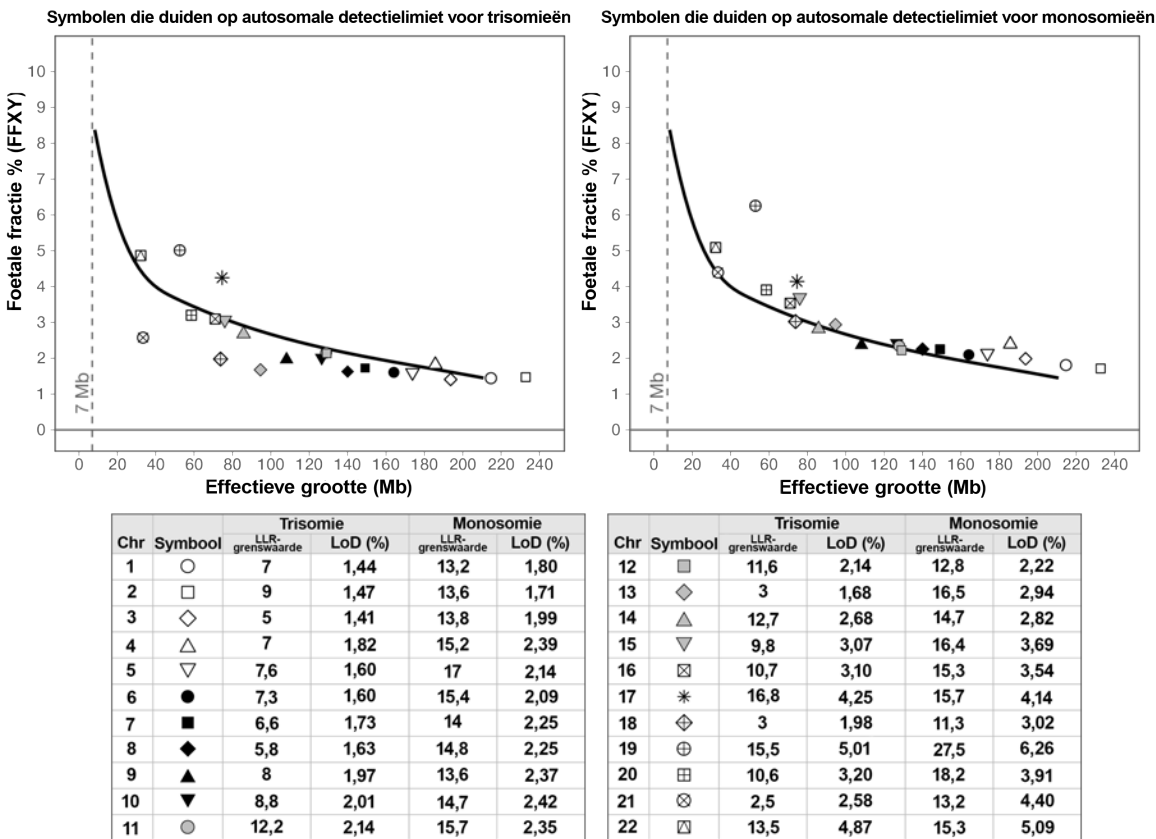 Symbolen die duiden op autosomale detectielimiet voor trisomieën
Foetale fractie % (FFXY)
10
9
8
7
6
5
4
3
2
1
0
7 Mb
0 20 40 60 80 100 120 140 160 180 200 220 240
Effectieve grootte (Mb)
Symbolen die duiden op autosomale detectielimiet voor monosomieën
Foetale fractie % (FFXY)
10
9
8
7
6
5
4
3
2
1
0
7 Mb
0 20 40 60 80 100 120 140 160 180 200 220 240
Effectieve grootte (Mb)
Trisomie Monosomie
Chr Symbool LLR-grenswaarde LoD (%) LLR-grenswaarde LoD (%)
1 7 1,44 13,2 1,80
2 9 1,47 13,6 1,71
3 5 1,41 13,8 1,99
4 7 1,82 15,2 2,39
5 7,6 1,60 17 2,14
6 7,3 1,60 15,4 2,09
7 6,6 1,73 14 2,25
8 5,8 1,63 14,8 2,25
9 8 1,97 13,6 2,37
10 8,8 2,01 14,7 2,42
11 12,2 2,14 15,7 2,35
Trisomie Monosomie
Chr Symbool LLR-grenswaarde LoD (%) LLR-grenswaarde LoD (%)
12 11,6 2,14 12,8 2,22
13 3 1,68 16,5 2,94
14 12,7 2,68 14,7 2,82
15 9,8 3,07 16,4 3,69
16 10,7 3,10 15,3 3,54
17 16,8 4,25 15,7 4,14
18 3 1,98 11,3 3,02
19 15,5 5,01 27,5 6,26
20 10,6 3,20 18,2 3,91
21 2,5 2,58 13,2 4,40
22 13,5 4,87 15,3 5,09